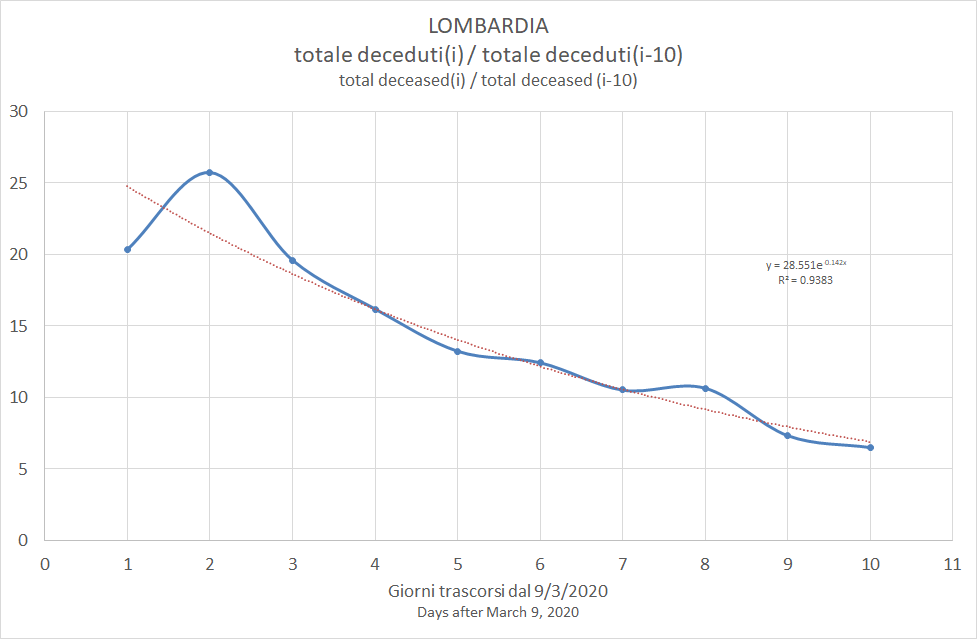 LOMBARDIA
totale deceduti(i) / totale deceduti(i-10)
total deceased(i) / total deceased (i-10)
30
25
20
15
10
5
0
y = 28.551e^0.142x
R² = 0.9383
0 1 2 3 4 5 6 7 8 9 10 11
Giorni trascorsi dal 9/3/2020
Days after March 9, 2020